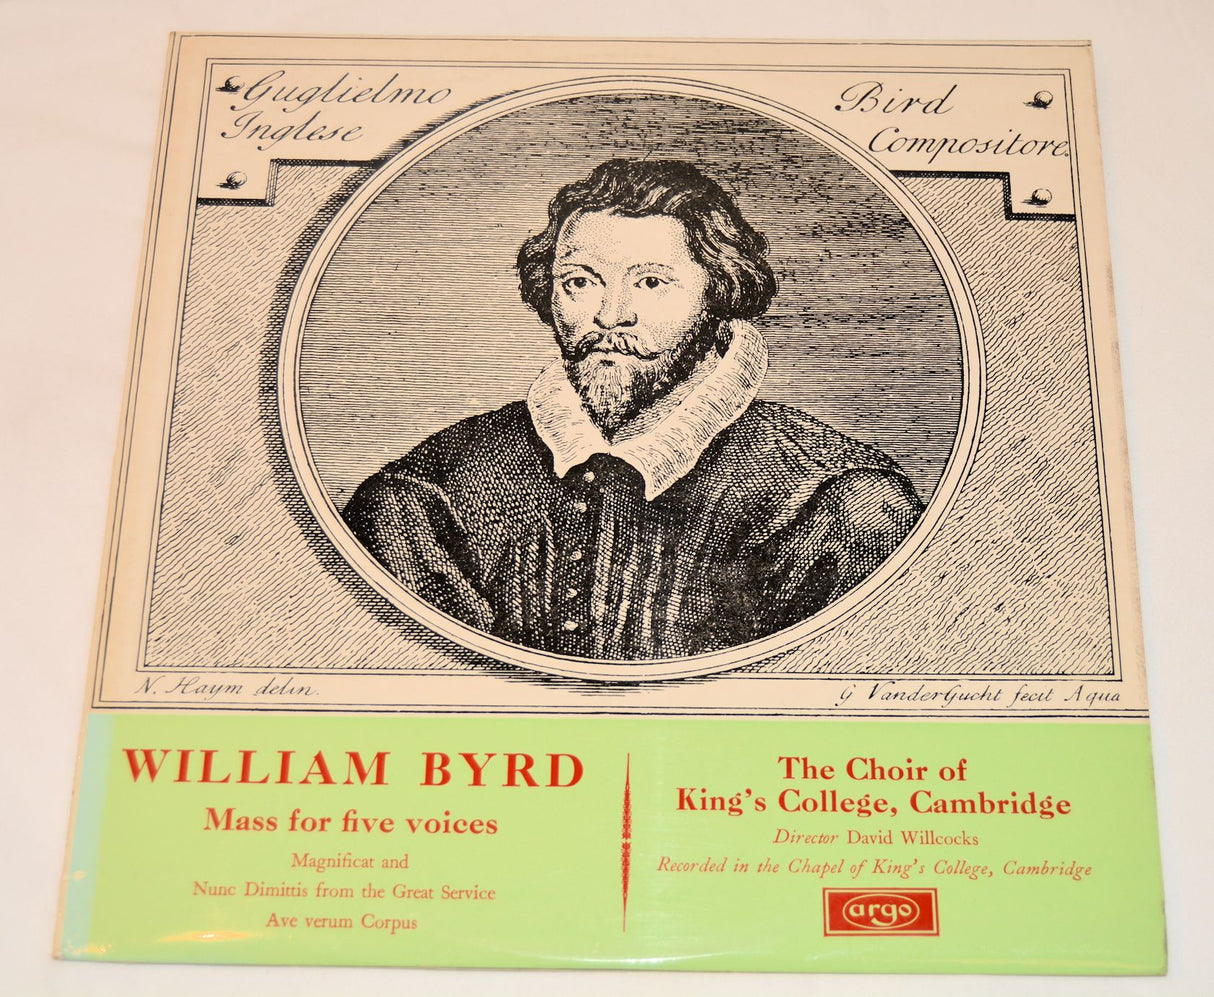 Guglielmo
Inglese
Bird
Compositore.
N. Haym delin.
G VanderGucht fecit Aqua
WILLIAM BYRD
Mass for five voices
Magnificat and
Nunc Dimittis from the Great Service
Ave verum Corpus
The Choir of
King's College, Cambridge
Director David Willcocks
Recorded in the Chapel of King's College, Cambridge
argo